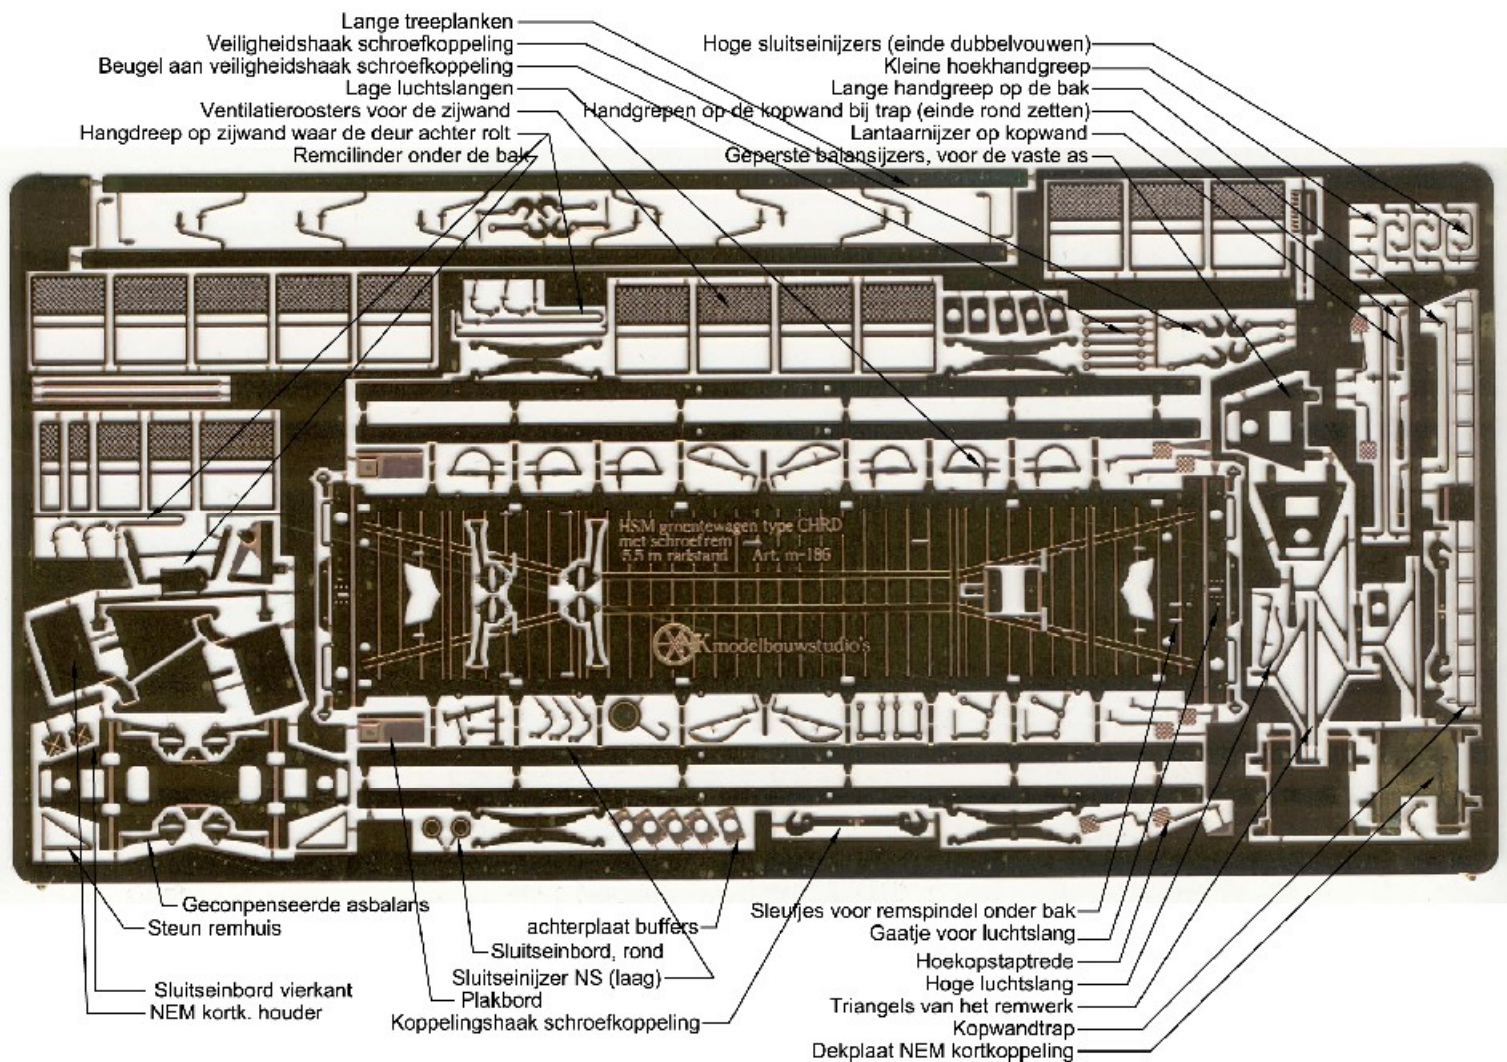 Lange treeplanken
Veiligheidshaak schroefkoppeling
Beugel aan veiligheidshaak schroefkoppeling
Lage luchtslangen
Ventilatieroosters voor de zijwand
Hangdreep op zijwand waar de deur achter rolt
Remcilinder onder de bak
Hoge sluitseinijzers (einde dubbelvouwen)
Kleine hoekhandgreep
Lange handgreep op de bak
Handgrepen op de kopwand bij trap (einde rond zetten)
Lantaarnijzer op kopwand
Geperste balansijzers, voor de vaste as
HSM groentewagen type CHRD
met schroefrem
5.5 m radstand Art. m-186
Kmodelbouwstudio's
Geconpenseerde asbalans
Steun remhuis
Sluitseinbord vierkant
NEM kortk. houder
achterplaat buffers
Sluitseinbord, rond
Sluitseinijzer NS (laag)
Plakbord
Koppelingshaak schroefkoppeling
Sleufjes voor remspindel onder bak
Gaatje voor luchtslang
Hoekopstaptrede
Hoge luchtslang
Triangels van het remwerk
Kopwandtrap
Dekplaat NEM kortkoppeling